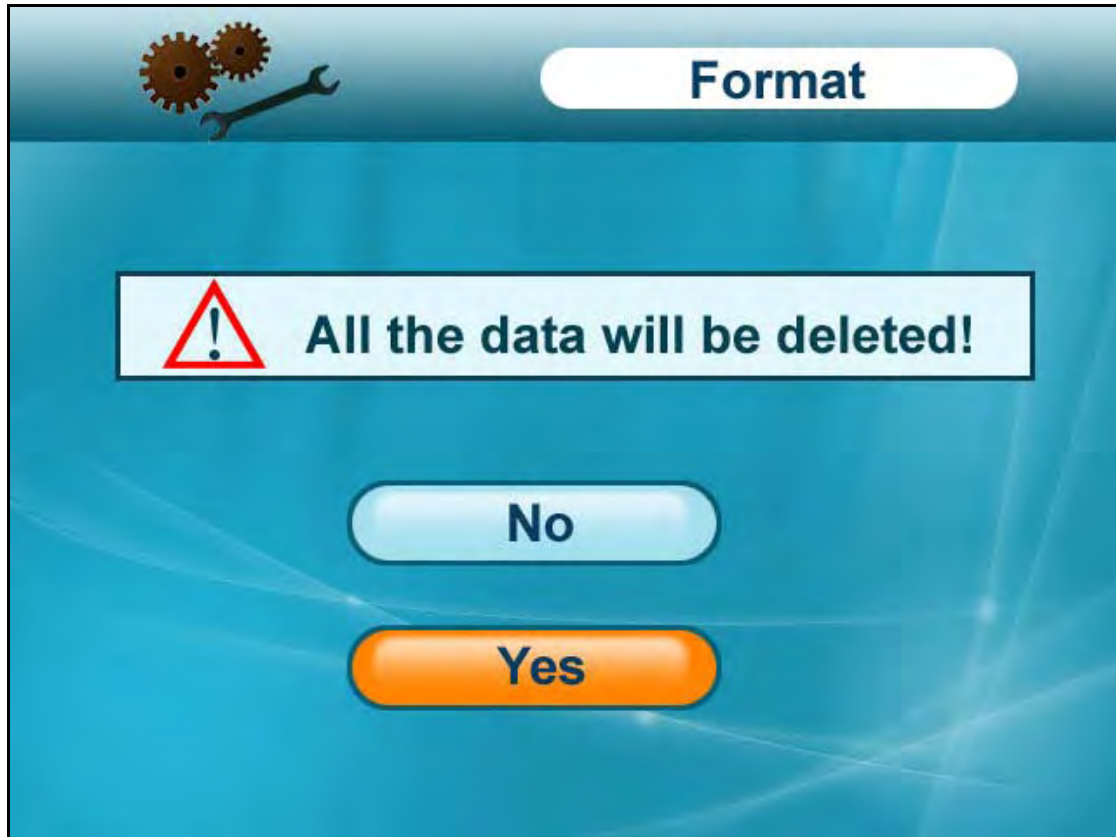 Format
All the data will be deleted!
No
Yes